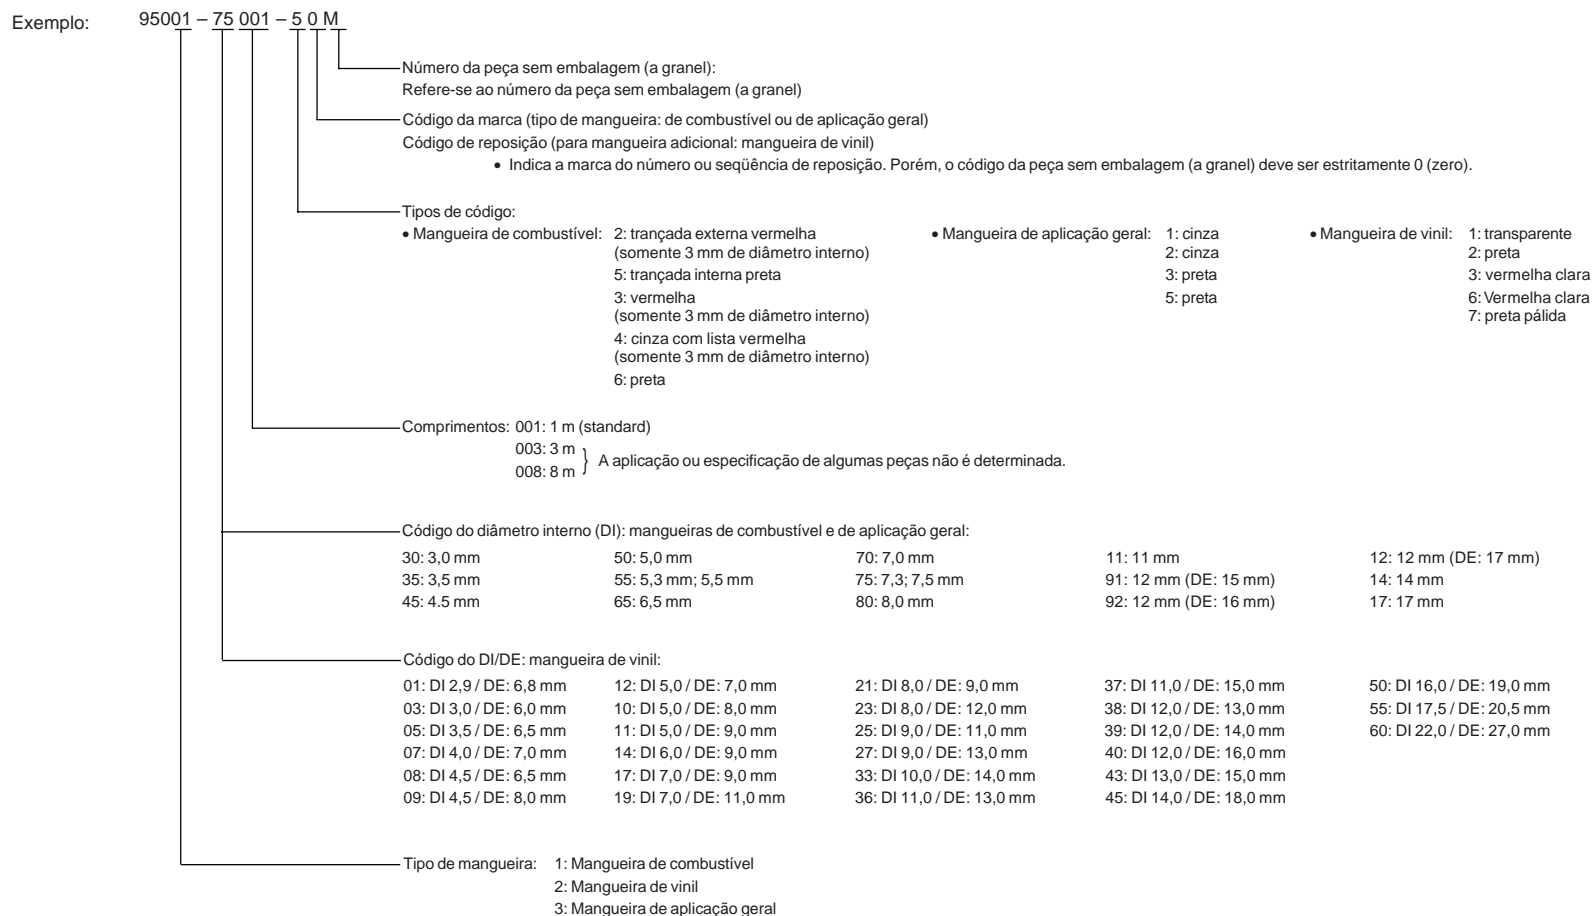 Exemplo: 95001 – 75 001 – 5 0 M
Número da peça sem embalagem (a granel):
Refere-se ao número da peça sem embalagem (a granel)
Código da marca (tipo de mangueira: de combustível ou de aplicação geral)
Código de reposição (para mangueira adicional: mangueira de vinil)
• Indica a marca do número ou seqüência de reposição. Porém, o código da peça sem embalagem (a granel) deve ser estritamente 0 (zero).
Tipos de código:
• Mangueira de combustível: 2: trançada externa vermelha
(somente 3 mm de diâmetro interno)
5: trançada interna preta
3: vermelha
(somente 3 mm de diâmetro interno)
4: cinza com lista vermelha
(somente 3 mm de diâmetro interno)
6: preta
• Mangueira de aplicação geral: 1: cinza
2: cinza
3: preta
5: preta
• Mangueira de vinil: 1: transparente
2: preta
3: vermelha clara
6: Vermelha clara
7: preta pálida
Comprimentos: 001: 1 m (standard)
003: 3 m
008: 8 m
} A aplicação ou especificação de algumas peças não é determinada.
Código do diâmetro interno (DI): mangueiras de combustível e de aplicação geral:
30: 3,0 mm 50: 5,0 mm 70: 7,0 mm 11: 11 mm 12: 12 mm (DE: 17 mm)
35: 3,5 mm 55: 5,3 mm; 5,5 mm 75: 7,3; 7,5 mm 91: 12 mm (DE: 15 mm) 14: 14 mm
45: 4.5 mm 65: 6,5 mm 80: 8,0 mm 92: 12 mm (DE: 16 mm) 17: 17 mm
Código do DI/DE: mangueira de vinil:
01: DI 2,9 / DE: 6,8 mm 12: DI 5,0 / DE: 7,0 mm 21: DI 8,0 / DE: 9,0 mm 37: DI 11,0 / DE: 15,0 mm 50: DI 16,0 / DE: 19,0 mm
03: DI 3,0 / DE: 6,0 mm 10: DI 5,0 / DE: 8,0 mm 23: DI 8,0 / DE: 12,0 mm 38: DI 12,0 / DE: 13,0 mm 55: DI 17,5 / DE: 20,5 mm
05: DI 3,5 / DE: 6,5 mm 11: DI 5,0 / DE: 9,0 mm 25: DI 9,0 / DE: 11,0 mm 39: DI 12,0 / DE: 14,0 mm 60: DI 22,0 / DE: 27,0 mm
07: DI 4,0 / DE: 7,0 mm 14: DI 6,0 / DE: 9,0 mm 27: DI 9,0 / DE: 13,0 mm 40: DI 12,0 / DE: 16,0 mm
08: DI 4,5 / DE: 6,5 mm 17: DI 7,0 / DE: 9,0 mm 33: DI 10,0 / DE: 14,0 mm 43: DI 13,0 / DE: 15,0 mm
09: DI 4,5 / DE: 8,0 mm 19: DI 7,0 / DE: 11,0 mm 36: DI 11,0 / DE: 13,0 mm 45: DI 14,0 / DE: 18,0 mm
Tipo de mangueira: 1: Mangueira de combustível
2: Mangueira de vinil
3: Mangueira de aplicação geral